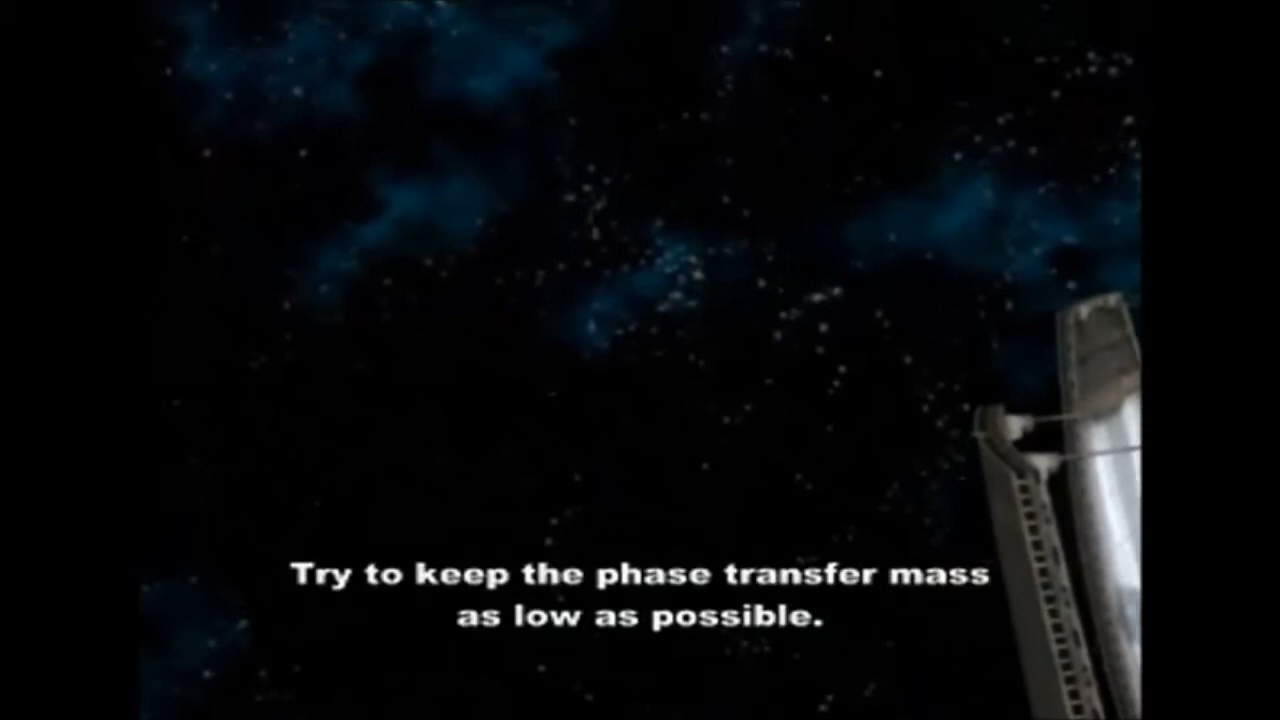 Try to keep the phase transfer mass
as low as possible.